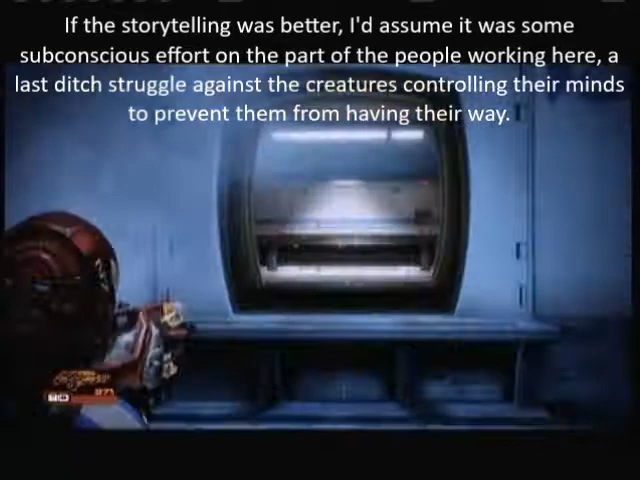 If the storytelling was better, I'd assume it was some
subconscious effort on the part of the people working here, a
last ditch struggle against the creatures controlling their minds
to prevent them from having their way.